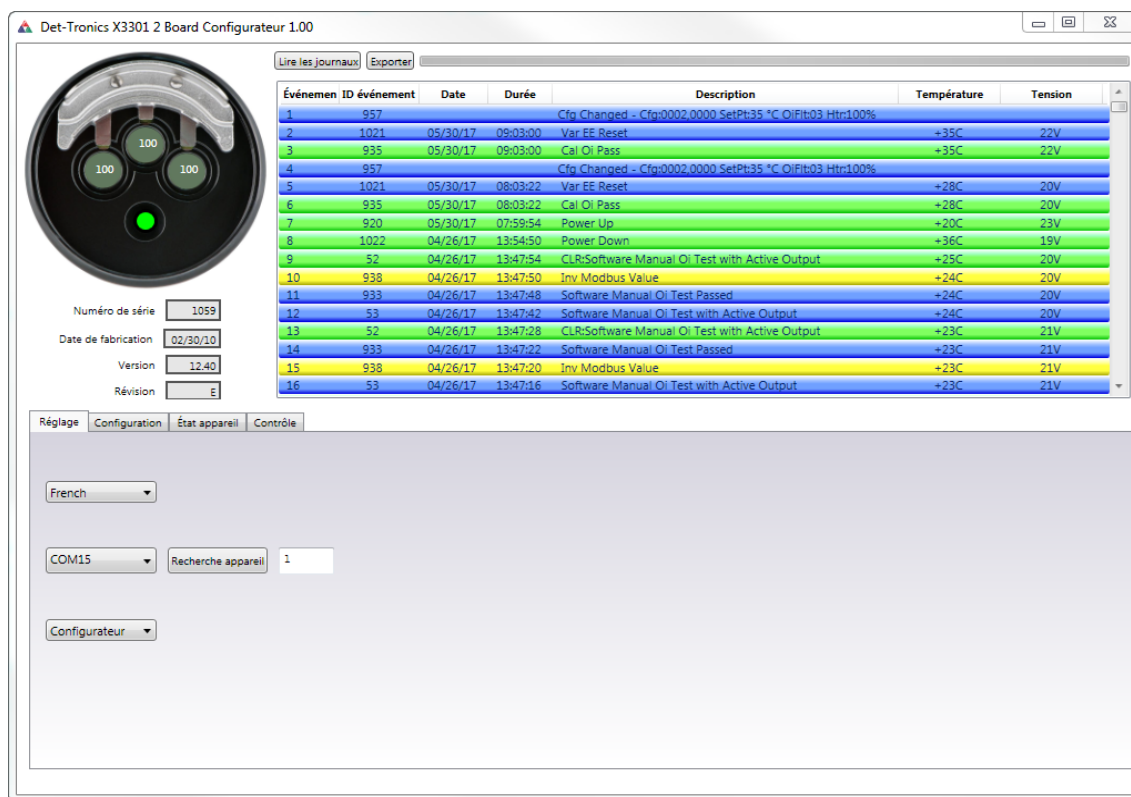 Det-Tronics X3301 2 Board Configurateur 1.00
Lire les journaux Exporter
Événemen ID événement Date Durée Description Température Tension
1 957 Cfg Changed - Cfg:0002,0000 SetPt:35 °C OiFlt:03 Htr:100%
2 1021 05/30/17 09:03:00 Var EE Reset +35C 22V
3 935 05/30/17 09:03:00 Cal Oi Pass +35C 22V
4 957 Cfg Changed - Cfg:0002,0000 SetPt:35 °C OiFlt:03 Htr:100%
5 1021 05/30/17 08:03:22 Var EE Reset +28C 20V
6 935 05/30/17 08:03:22 Cal Oi Pass +28C 20V
7 920 05/30/17 07:59:54 Power Up +20C 23V
8 1022 04/26/17 13:54:50 Power Down +36C 19V
9 52 04/26/17 13:47:54 CLR:Software Manual Oi Test with Active Output +25C 20V
10 938 04/26/17 13:47:50 Inv Modbus Value +24C 20V
11 933 04/26/17 13:47:48 Software Manual Oi Test Passed +24C 20V
12 53 04/26/17 13:47:42 Software Manual Oi Test with Active Output +24C 20V
13 52 04/26/17 13:47:28 CLR:Software Manual Oi Test with Active Output +23C 21V
14 933 04/26/17 13:47:22 Software Manual Oi Test Passed +23C 21V
15 938 04/26/17 13:47:20 Inv Modbus Value +23C 21V
16 53 04/26/17 13:47:16 Software Manual Oi Test with Active Output +23C 21V
100
100 100
Numéro de série 1059
Date de fabrication 02/30/10
Version 12.40
Révision E
Réglage Configuration État appareil Contrôle
French
COM15 Recherche appareil 1
Configurateur